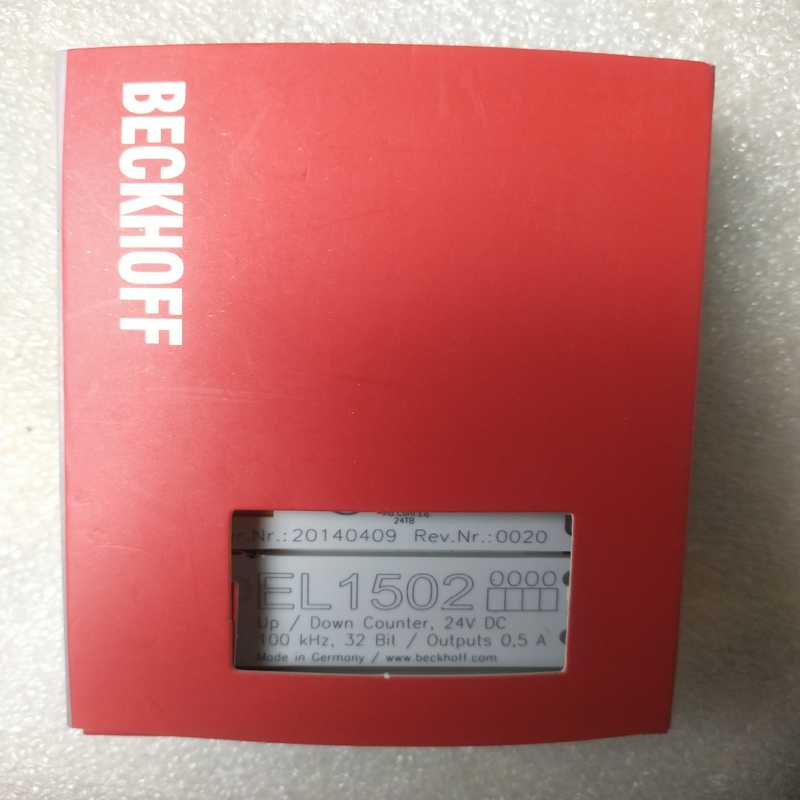 BECKHOFF
24TB
r.Nr.:20140409 Rev.Nr.:0020
EL1502
Up / Down Counter, 24V DC
100 kHz, 32 Bit / Outputs 0,5 A
Made in Germany / www.beckhoff.com